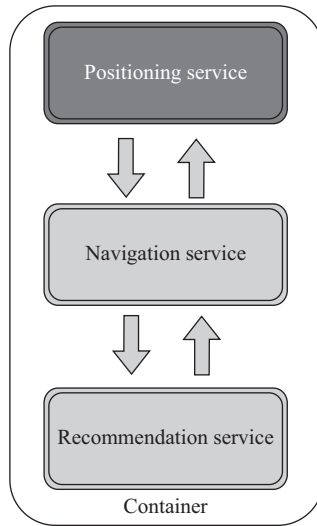 Positioning service
Navigation service
Recommendation service
Container